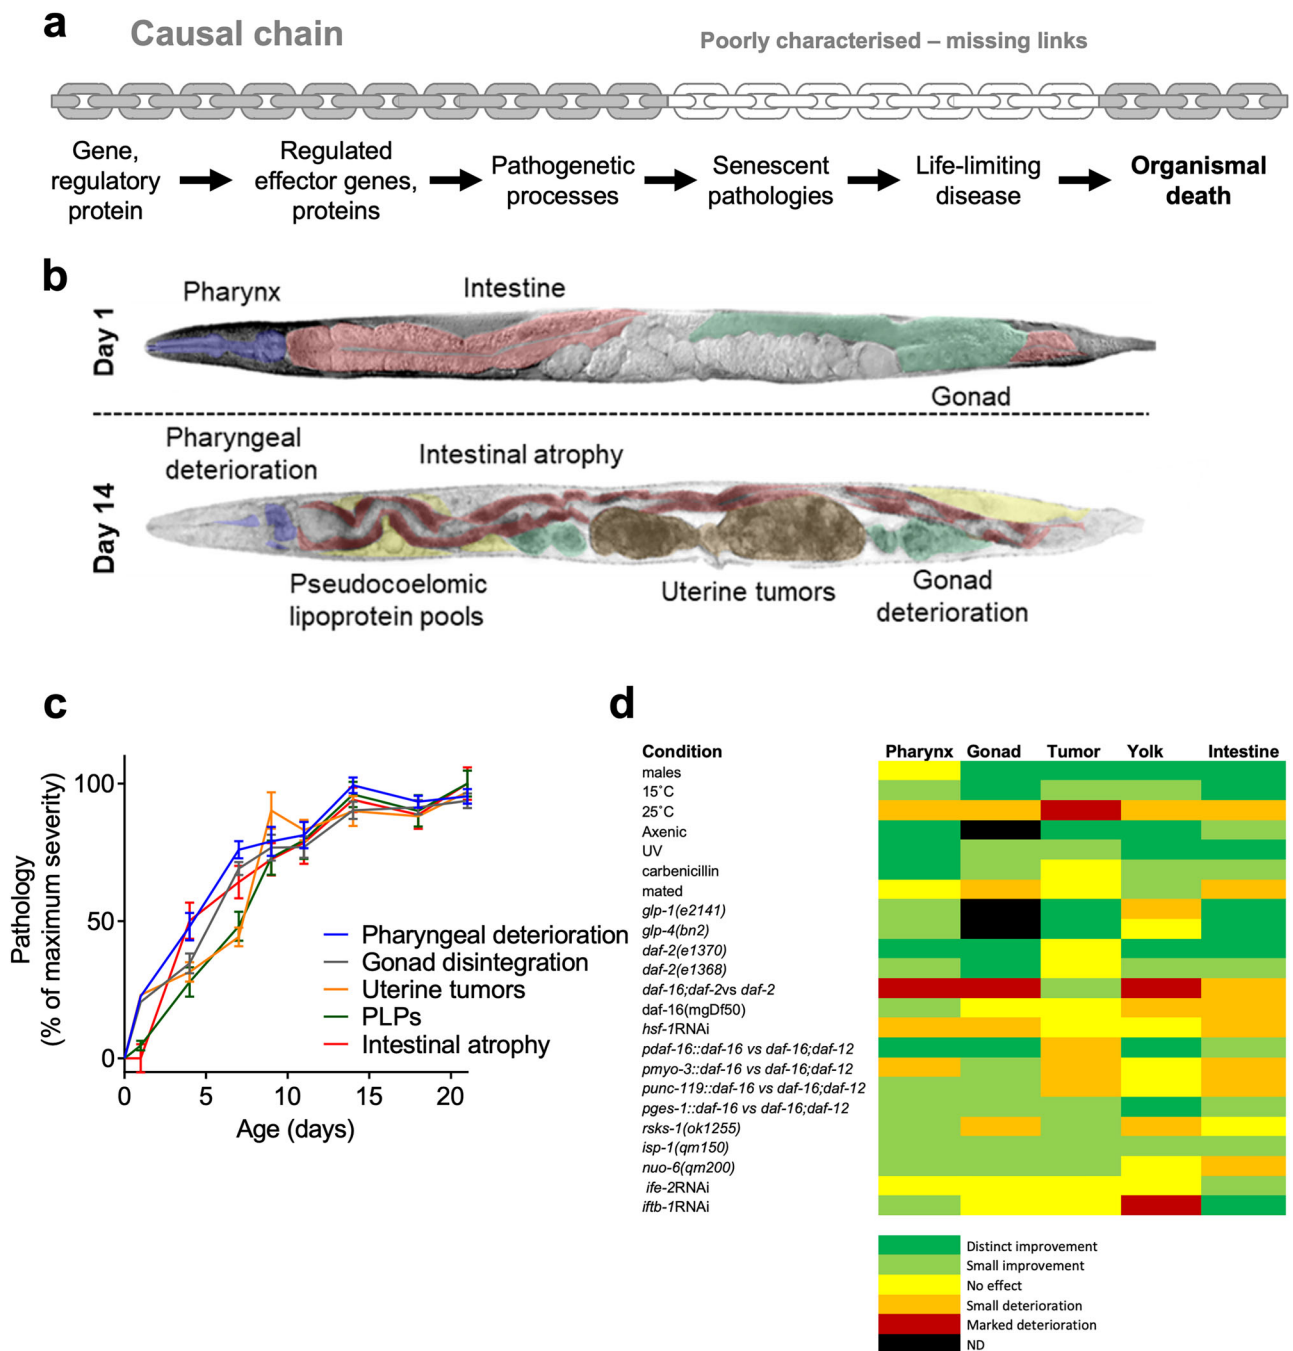 a
Causal chain
Poorly characterised – missing links
Gene,
regulatory
protein
Regulated
effector genes,
proteins
Pathogenetic
processes
Senescent
pathologies
Life-limiting
disease
Organismal
death
b
Day 1
Pharynx
Intestine
Gonad
Day 14
Pharyngeal
deterioration
Intestinal atrophy
Pseudocoelomic
lipoprotein pools
Uterine tumors
Gonad
deterioration
c
Pathology
(% of maximum severity)
100
50
0
0 5 10 15 20
Age (days)
Pharyngeal deterioration
Gonad disintegration
Uterine tumors
PLPs
Intestinal atrophy
d
Condition Pharynx Gonad Tumor Yolk Intestine
males
15˚C
25˚C
Axenic
UV
carbenicillin
mated
glp-1(e2141)
glp-4(bn2)
daf-2(e1370)
daf-2(e1368)
daf-16;daf-2vs daf-2
daf-16(mgDf50)
hsf-1RNAi
pdaf-16::daf-16 vs daf-16;daf-12
pmyo-3::daf-16 vs daf-16;daf-12
punc-119::daf-16 vs daf-16;daf-12
pges-1::daf-16 vs daf-16;daf-12
rsks-1(ok1255)
isp-1(qm150)
nuo-6(qm200)
ife-2RNAi
iftb-1RNAi
Distinct improvement
Small improvement
No effect
Small deterioration
Marked deterioration
ND